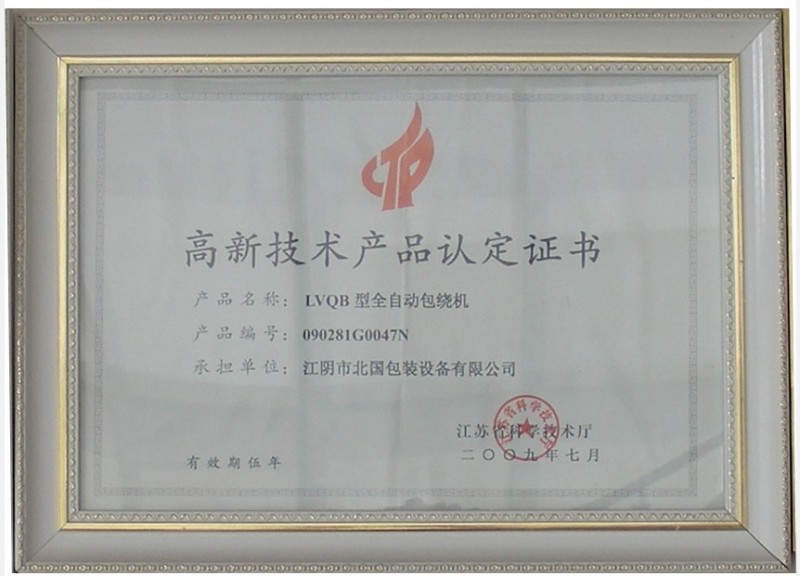 CTP
高新技术产品认定证书
产品名称：LVQB型全自动包绕机
产品编号：090281G0047N
承担单位：江阴市北国包装设备有限公司
江苏省科学技术厅
二〇〇九年七月
有效期伍年